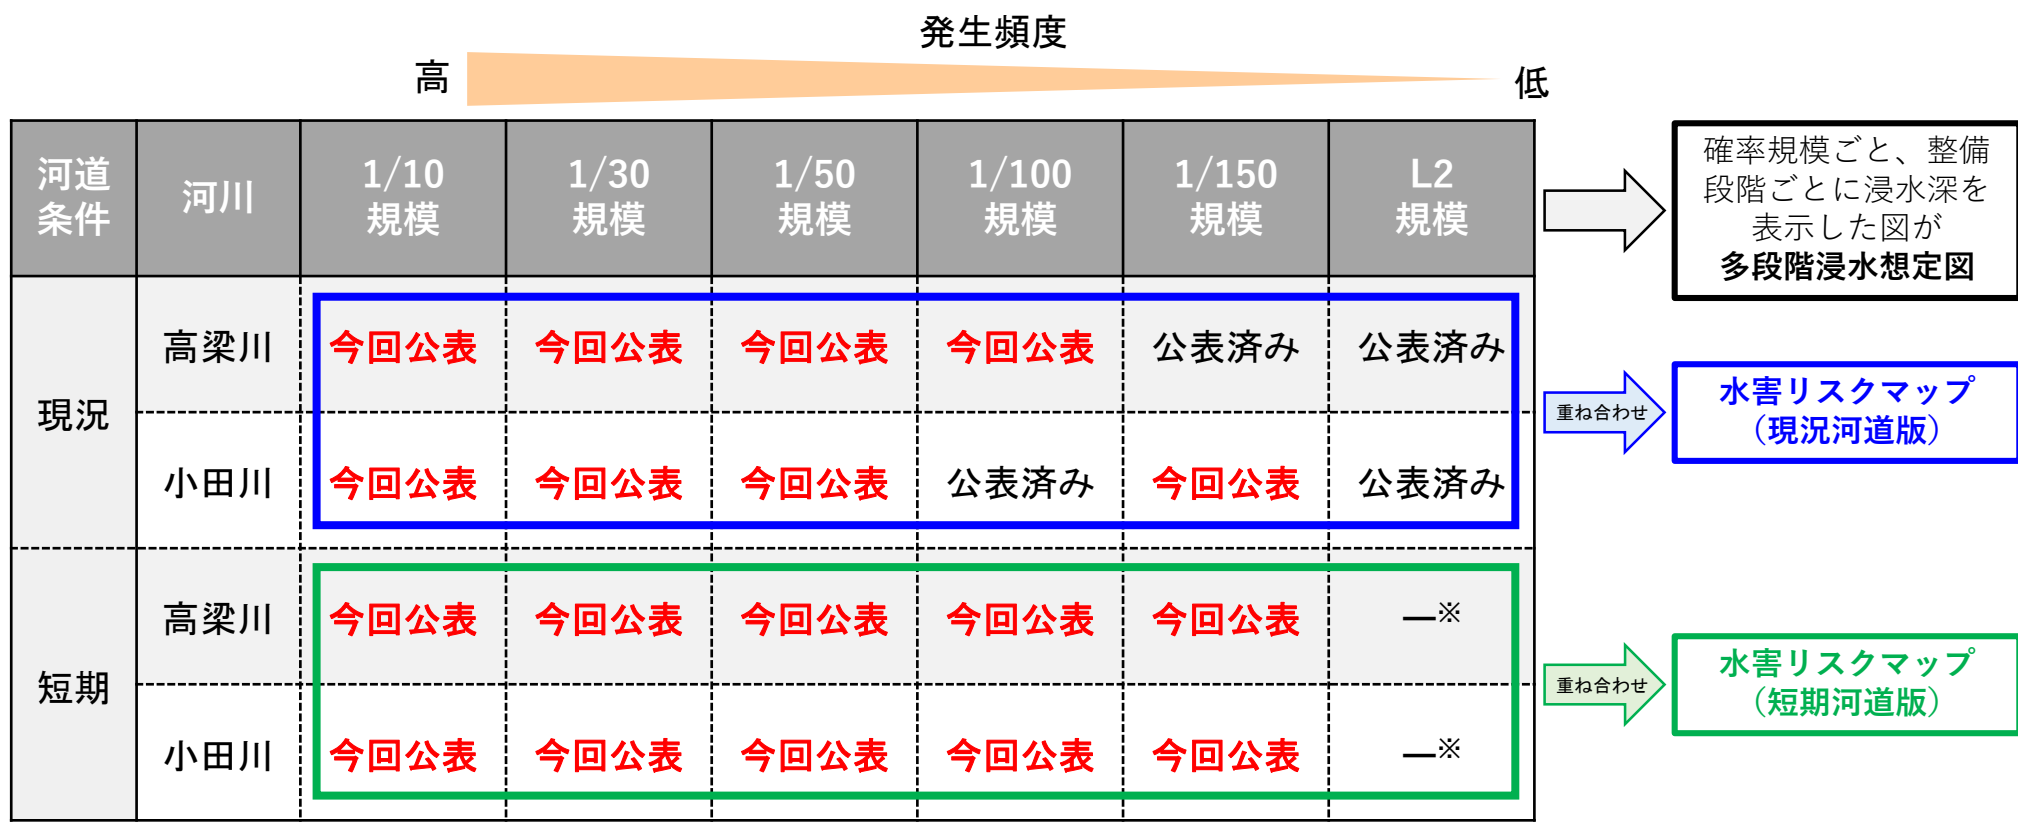 発生頻度
高
低
河道
条件
河川
1/10
規模
1/30
規模
1/50
規模
1/100
規模
1/150
規模
L2
規模
確率規模ごと、整備
段階ごとに浸水深を
表示した図が
多段階浸水想定図
現況
高梁川
今回公表
今回公表
今回公表
今回公表
公表済み
公表済み
小田川
今回公表
今回公表
今回公表
公表済み
今回公表
公表済み
重ね合わせ
水害リスクマップ
（現況河道版）
短期
高梁川
今回公表
今回公表
今回公表
今回公表
今回公表
―※
小田川
今回公表
今回公表
今回公表
今回公表
今回公表
―※
重ね合わせ
水害リスクマップ
（短期河道版）